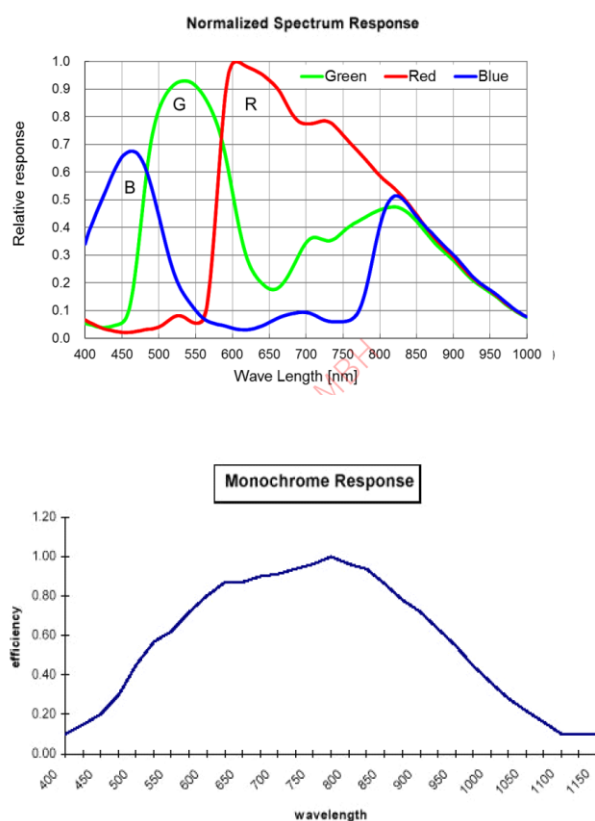 Normalized Spectrum Response
1.0
0.9
0.8
0.7
0.6
0.5
0.4
0.3
0.2
0.1
0.0
Relative response
Green Red Blue
G R
B
400 450 500 550 600 650 700 750 800 850 900 950 1000 )
Wave Length [nm]
MBH
Monochrome Response
1.20
1.00
0.80
0.60
0.40
0.20
0.00
efficiency
400 450 500 550 600 650 700 750 800 850 900 950 1000 1050 1100 1150
wavelength